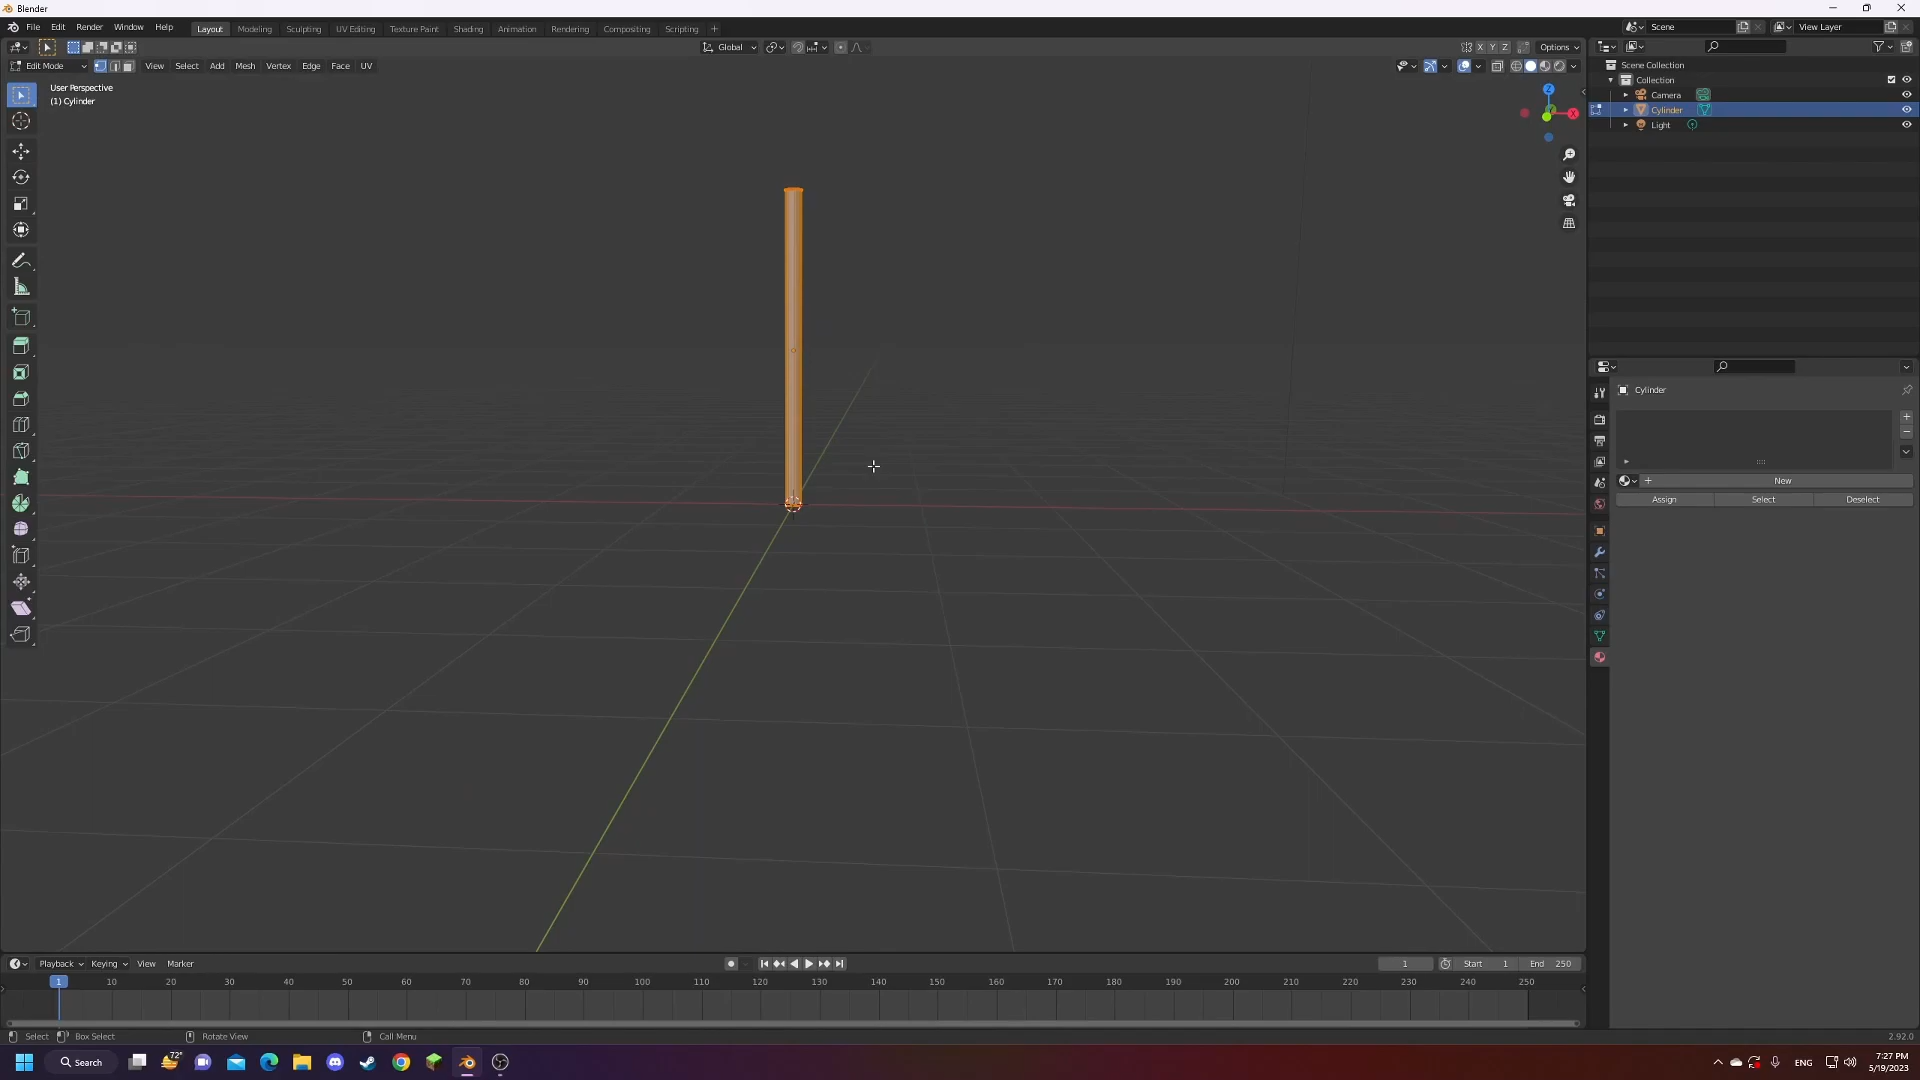 Blender
File Edit Render Window Help Layout Modeling Sculpting UV Editing Texture Paint Shading Animation Rendering Compositing Scripting + Scene View Layer
Global X Y Z Options
Edit Mode View Select Add Mesh Vertex Edge Face UV
User Perspective
(1) Cylinder
Z
X
Scene Collection
Collection
Camera
Cylinder
Light
Cylinder
New
Assign Select Deselect
Playback Keying View Marker 1 Start 1 End 250
1 10 20 30 40 50 60 70 80 90 100 110 120 130 140 150 160 170 180 190 200 210 220 230 240 250
Select Box Select Rotate View Call Menu 2.92.0
Search 72° ENG 7:27 PM
5/19/2023